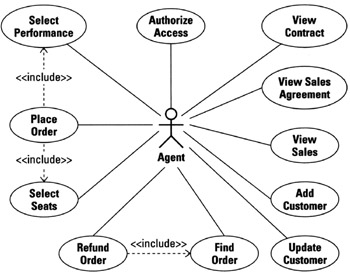 Select
Performance
Authorize
Access
View
Contract
<<include>>
View Sales
Agreement
Place
Order
View
Sales
Agent
<<include>>
Select
Seats
Add
Customer
Refund
Order
<<include>>
Find
Order
Update
Customer